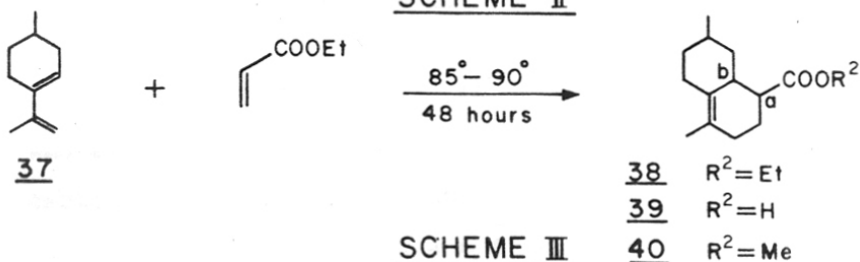 SCHEME II
COOEt
+
85°– 90°
48 hours
b
COOR²
a
37
38 R²=Et
39 R²=H
SCHEME III 40 R²=Me